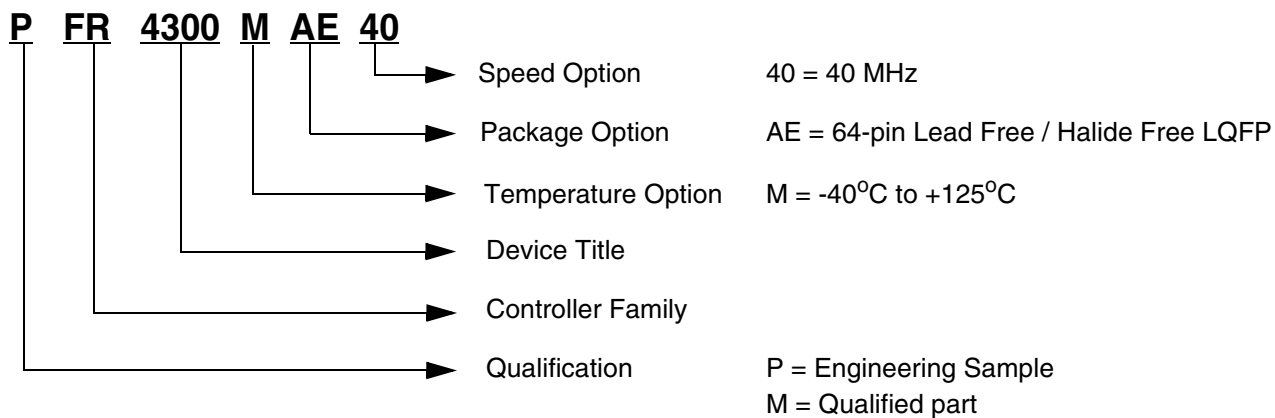 P FR 4300 M AE 40
Speed Option 40 = 40 MHz
Package Option AE = 64-pin Lead Free / Halide Free LQFP
Temperature Option M = -40°C to +125°C
Device Title
Controller Family
Qualification P = Engineering Sample
M = Qualified part